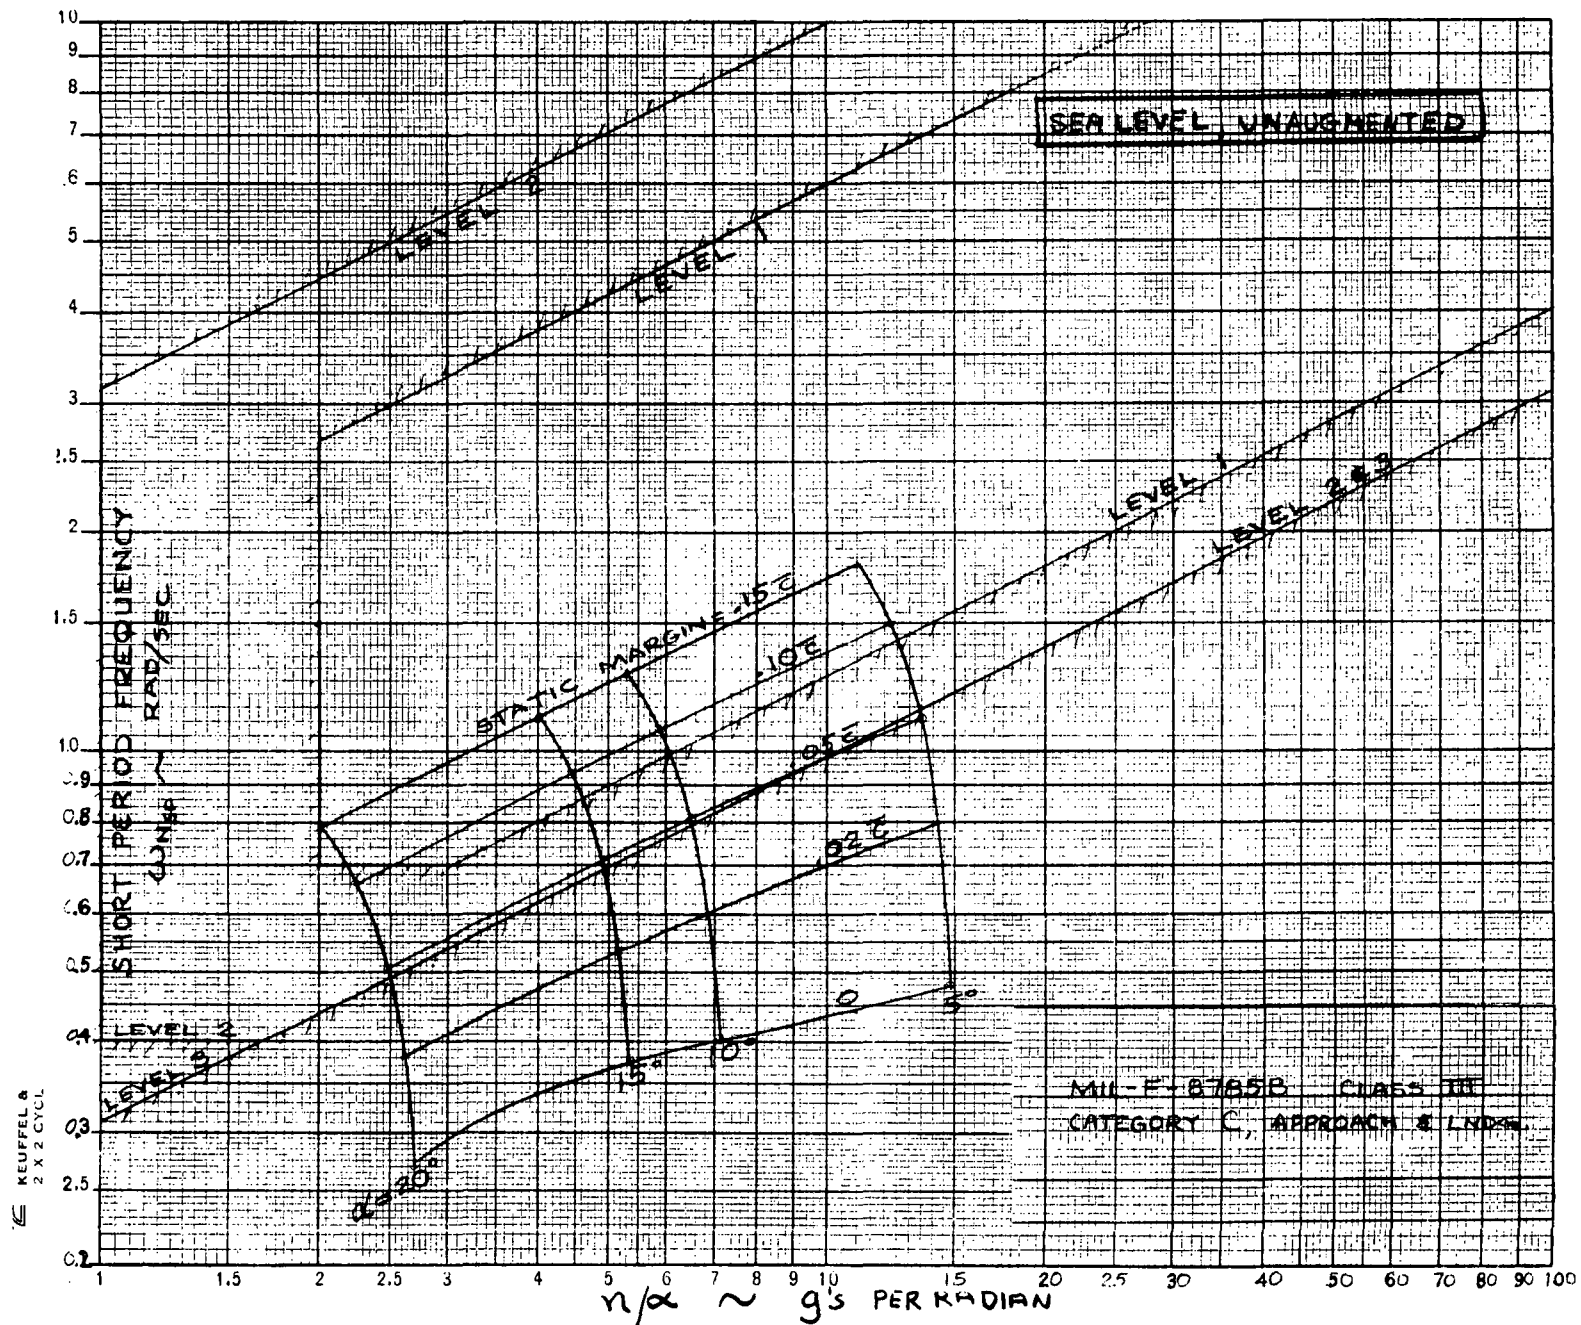 SEA LEVEL, UNAUGMENTED
LEVEL 2
LEVEL 1
LEVEL 1
LEVEL 2 & 3
STATIC MARGIN = .15 c̄
.10 c̄
.05 c̄
.02 c̄
0
α = 20°
15°
10°
5°
LEVEL 2
LEVEL 3
MIL-F-8785B CLASS III
CATEGORY C, APPROACH & LNDG.
SHORT PERIOD FREQUENCY
ωNSP ~ RAD/SEC
10
9
8
7
.6
5
4
3
1.5
2
1.5
1.0
.9
0.8
0.7
0.6
0.5
0.4
0.3
2.5
0.2
1 1.5 2 2.5 3 4 5 6 7 8 9 10 1.5 20 2.5 30 40 50 60 70 80 90 100
n/α ~ g's PER RADIAN
KEUFFEL &
2 X 2 CYCL